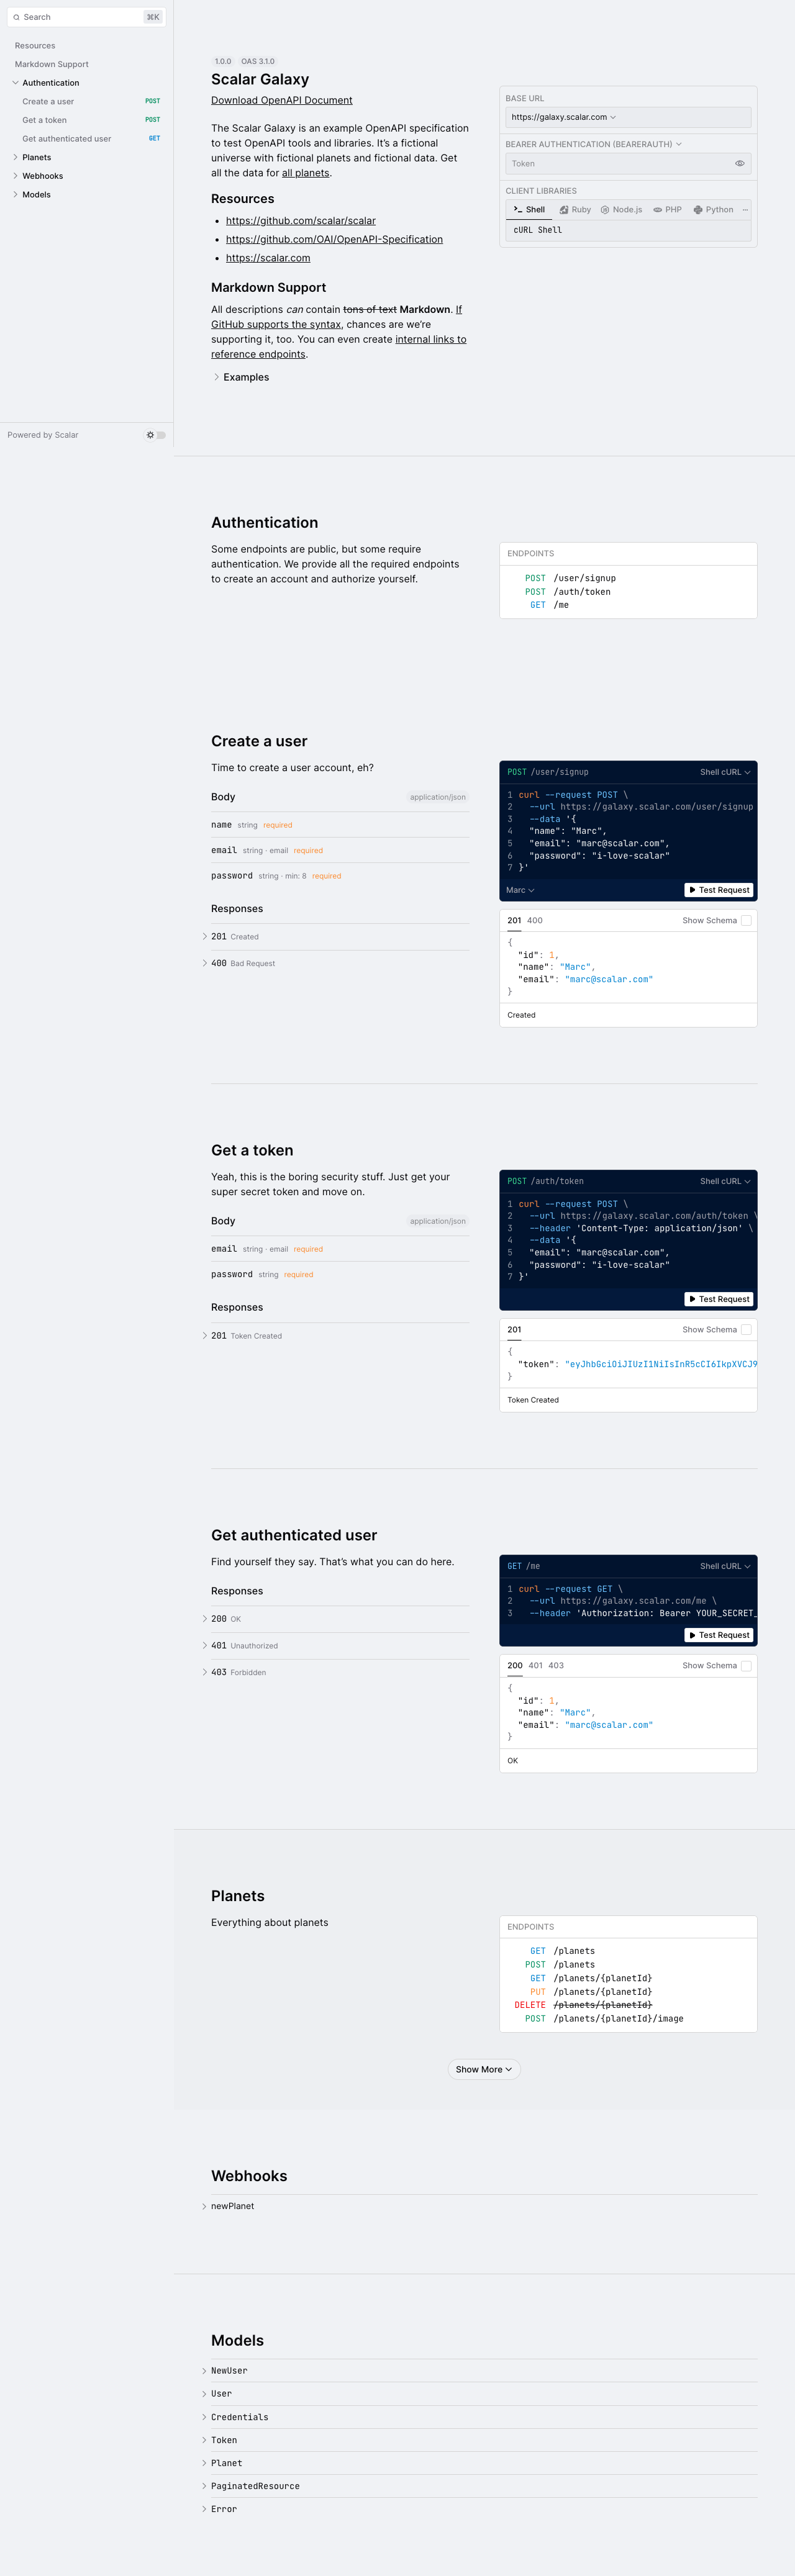 Search
⌘K
Resources
Markdown Support
Authentication
Create a user POST
Get a token POST
Get authenticated user GET
Planets
Webhooks
Models
Powered by Scalar
1.0.0 OAS 3.1.0
Scalar Galaxy
Download OpenAPI Document
The Scalar Galaxy is an example OpenAPI specification
to test OpenAPI tools and libraries. It’s a fictional
universe with fictional planets and fictional data. Get
all the data for all planets.
Resources
https://github.com/scalar/scalar
https://github.com/OAI/OpenAPI-Specification
https://scalar.com
Markdown Support
All descriptions can contain tons of text Markdown. If
GitHub supports the syntax, chances are we’re
supporting it, too. You can even create internal links to
reference endpoints.
Examples
BASE URL
https://galaxy.scalar.com
BEARER AUTHENTICATION (BEARERAUTH)
Token
CLIENT LIBRARIES
Shell Ruby Node.js PHP Python ···
cURL Shell
Authentication
Some endpoints are public, but some require
authentication. We provide all the required endpoints
to create an account and authorize yourself.
ENDPOINTS
POST /user/signup
POST /auth/token
GET /me
Create a user
Time to create a user account, eh?
Body application/json
name string required
email string · email required
password string · min: 8 required
Responses
201 Created
400 Bad Request
POST /user/signup Shell cURL
1 curl --request POST \
2 --url https://galaxy.scalar.com/user/signup
3 --data '{
4 "name": "Marc",
5 "email": "marc@scalar.com",
6 "password": "i-love-scalar"
7 }'
Marc Test Request
201 400 Show Schema
{
"id": 1,
"name": "Marc",
"email": "marc@scalar.com"
}
Created
Get a token
Yeah, this is the boring security stuff. Just get your
super secret token and move on.
Body application/json
email string · email required
password string required
Responses
201 Token Created
POST /auth/token Shell cURL
1 curl --request POST \
2 --url https://galaxy.scalar.com/auth/token \
3 --header 'Content-Type: application/json' \
4 --data '{
5 "email": "marc@scalar.com",
6 "password": "i-love-scalar"
7 }'
Test Request
201 Show Schema
{
"token": "eyJhbGciOiJIUzI1NiIsInR5cCI6IkpXVCJ9
}
Token Created
Get authenticated user
Find yourself they say. That’s what you can do here.
Responses
200 OK
401 Unauthorized
403 Forbidden
GET /me Shell cURL
1 curl --request GET \
2 --url https://galaxy.scalar.com/me \
3 --header 'Authorization: Bearer YOUR_SECRET_
Test Request
200 401 403 Show Schema
{
"id": 1,
"name": "Marc",
"email": "marc@scalar.com"
}
OK
Planets
Everything about planets
ENDPOINTS
GET /planets
POST /planets
GET /planets/{planetId}
PUT /planets/{planetId}
DELETE /planets/{planetId}
POST /planets/{planetId}/image
Show More
Webhooks
newPlanet
Models
NewUser
User
Credentials
Token
Planet
PaginatedResource
Error